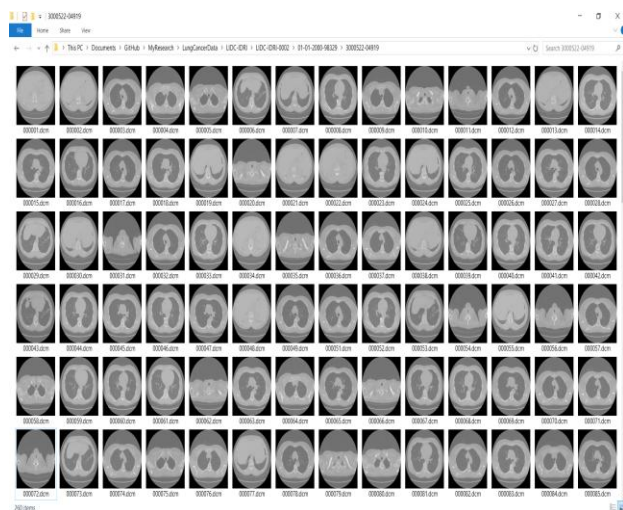 3000522-04919
File Home Share View
This PC > Documents > GitHub > MyResearch > LungCancerData > LIDC-IDRI > LIDC-IDRI-0002 > 01-01-2000-98329 > 3000522-04919 Search 3000522-04919
000001.dcm 000002.dcm 000003.dcm 000004.dcm 000005.dcm 000006.dcm 000007.dcm 000008.dcm 000009.dcm 000010.dcm 000011.dcm 000012.dcm 000013.dcm 000014.dcm
000015.dcm 000016.dcm 000017.dcm 000018.dcm 000019.dcm 000020.dcm 000021.dcm 000022.dcm 000023.dcm 000024.dcm 000025.dcm 000026.dcm 000027.dcm 000028.dcm
000029.dcm 000030.dcm 000031.dcm 000032.dcm 000033.dcm 000034.dcm 000035.dcm 000036.dcm 000037.dcm 000038.dcm 000039.dcm 000040.dcm 000041.dcm 000042.dcm
000043.dcm 000044.dcm 000045.dcm 000046.dcm 000047.dcm 000048.dcm 000049.dcm 000051.dcm 000052.dcm 000053.dcm 000054.dcm 000055.dcm 000056.dcm 000057.dcm
000058.dcm 000059.dcm 000060.dcm 000061.dcm 000062.dcm 000063.dcm 000064.dcm 000065.dcm 000066.dcm 000067.dcm 000068.dcm 000069.dcm 000070.dcm 000071.dcm
000072.dcm 000073.dcm 000074.dcm 000075.dcm 000076.dcm 000077.dcm 000078.dcm 000079.dcm 000080.dcm 000081.dcm 000082.dcm 000083.dcm 000084.dcm 000085.dcm
260 items